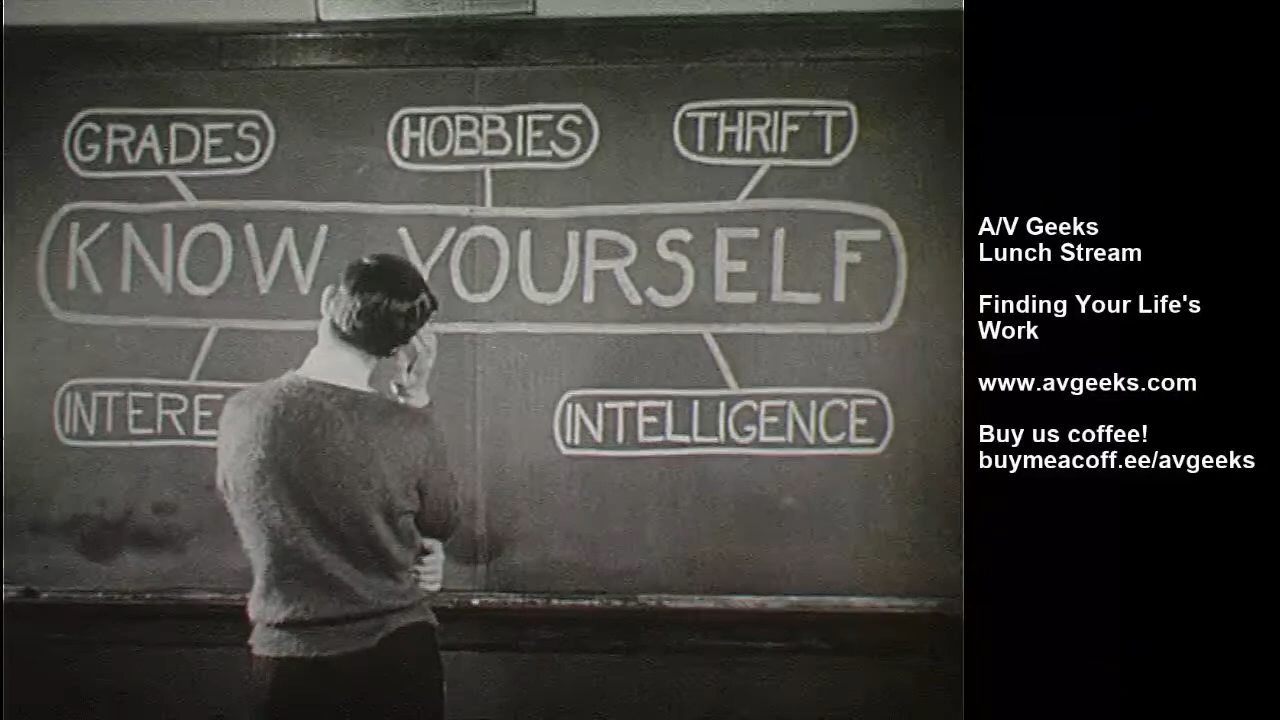 GRADES
HOBBIES
THRIFT
KNOW YOURSELF
INTERE
INTELLIGENCE
A/V Geeks
Lunch Stream
Finding Your Life's
Work
www.avgeeks.com
Buy us coffee!
buymeacoff.ee/avgeeks